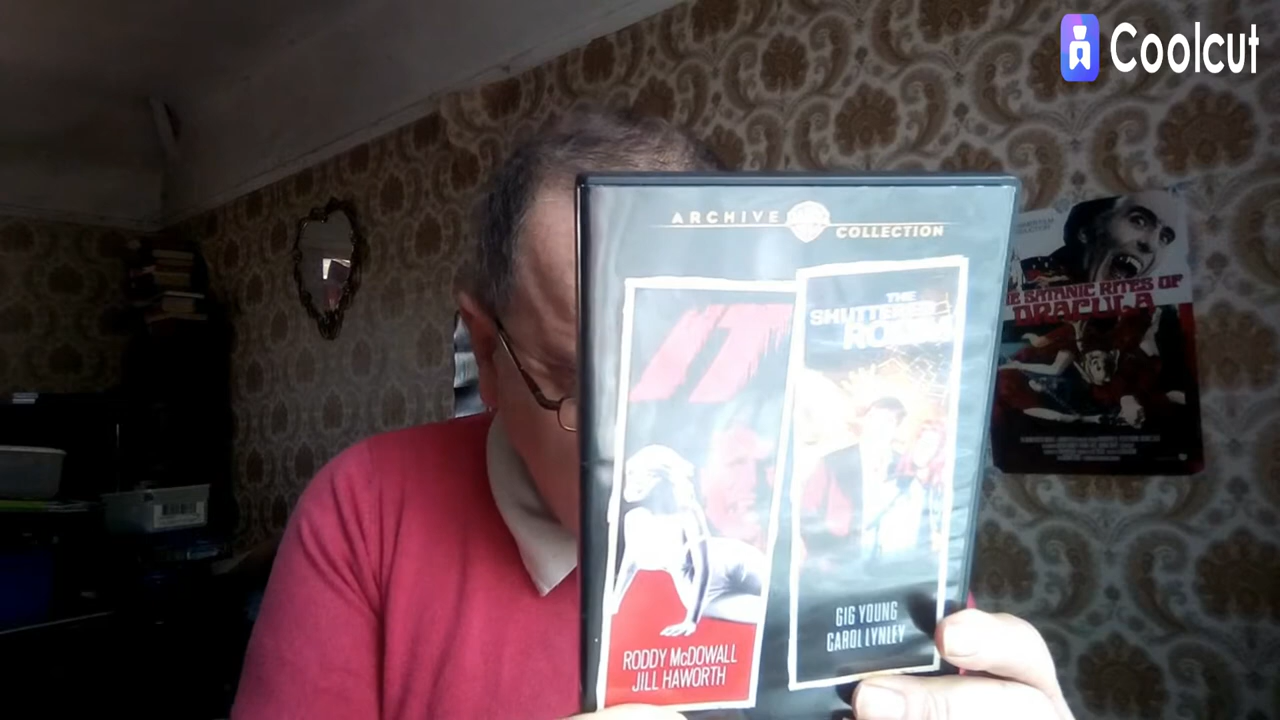 Coolcut
ARCHIVE
COLLECTION
IT
THE
SHUTTERED
ROOM
RODDY McDOWALL
JILL HAWORTH
GIG YOUNG
CAROL LYNLEY
THE SATANIC RITES OF
DRACULA